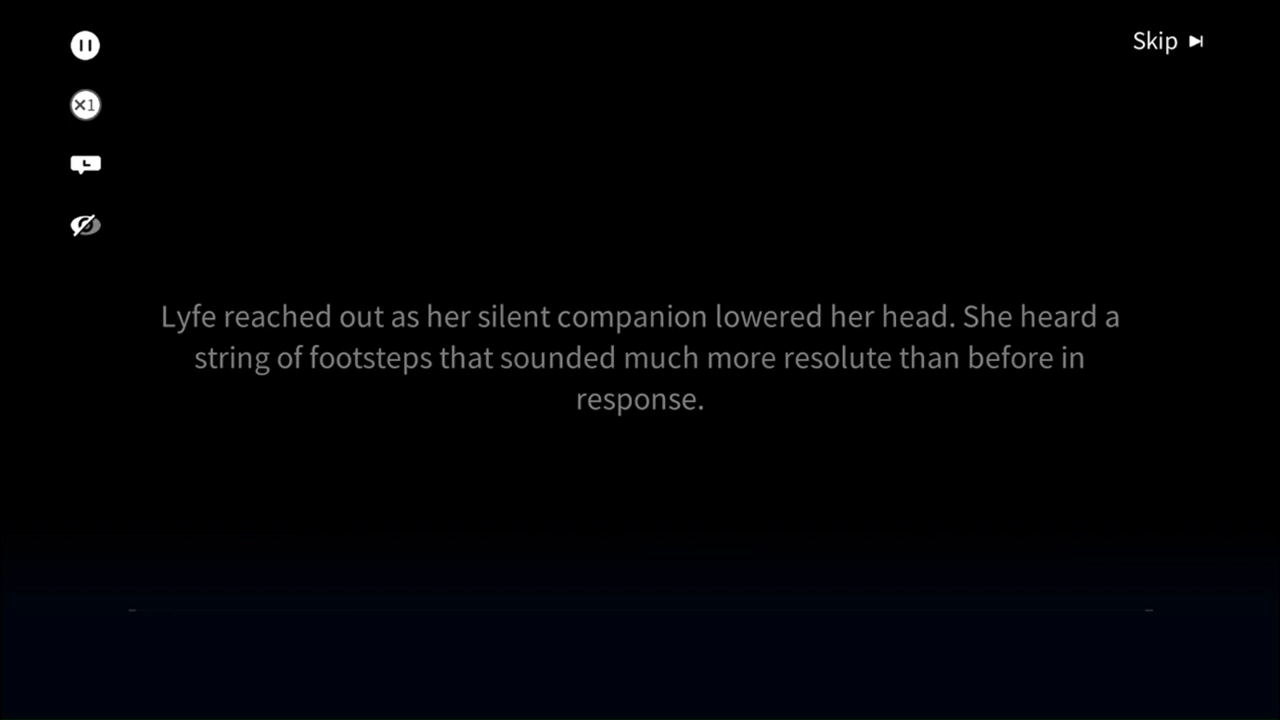 Skip
×1
Lyfe reached out as her silent companion lowered her head. She heard a
string of footsteps that sounded much more resolute than before in
response.